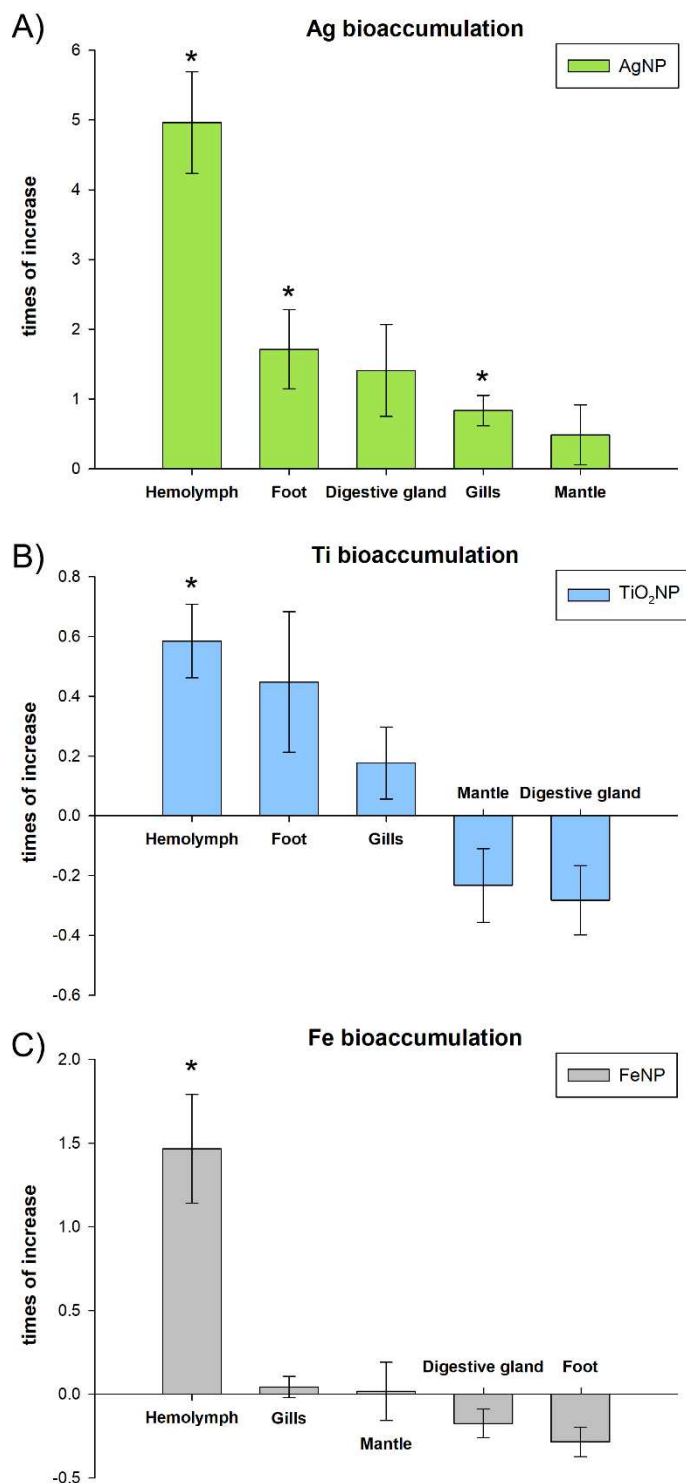 A)
Ag bioaccumulation
AgNP
times of increase
6
5
4
3
2
1
0
*
*
*
Hemolymph Foot Digestive gland Gills Mantle
B)
Ti bioaccumulation
TiO₂NP
times of increase
0.8
0.6
0.4
0.2
0.0
-0.2
-0.4
-0.6
*
Mantle Digestive gland
Hemolymph Foot Gills
C)
Fe bioaccumulation
FeNP
times of increase
2.0
1.5
1.0
0.5
0.0
-0.5
*
Digestive gland Foot
Hemolymph Gills
Mantle